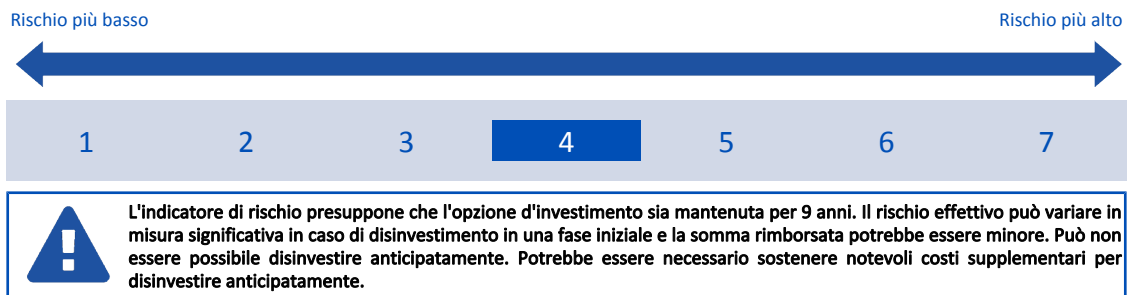 Rischio più basso Rischio più alto
1 2 3 4 5 6 7
L'indicatore di rischio presuppone che l'opzione d'investimento sia mantenuta per 9 anni. Il rischio effettivo può variare in
misura significativa in caso di disinvestimento in una fase iniziale e la somma rimborsata potrebbe essere minore. Può non
essere possibile disinvestire anticipatamente. Potrebbe essere necessario sostenere notevoli costi supplementari per
disinvestire anticipatamente.